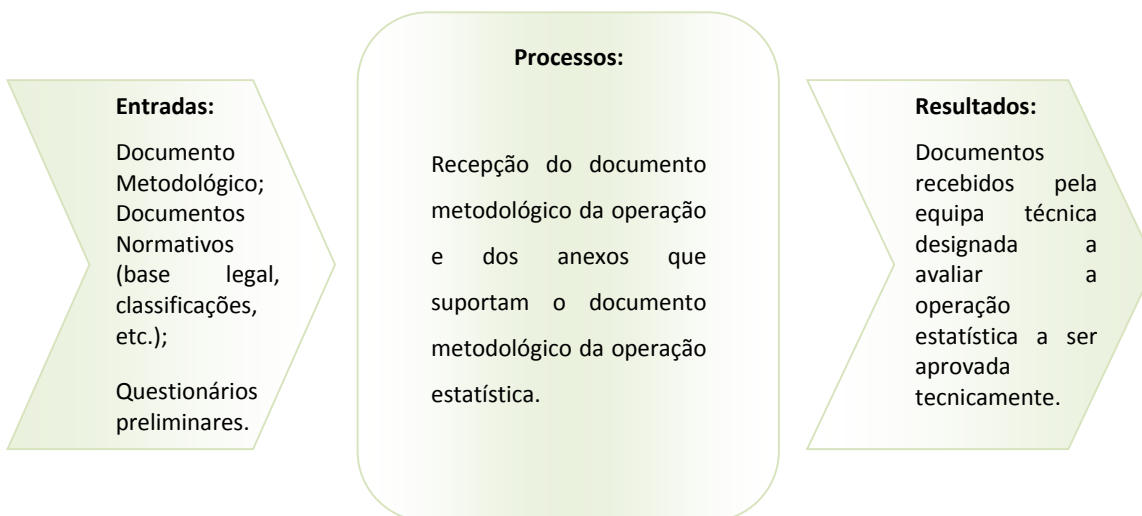 Entradas:
Documento
Metodológico;
Documentos
Normativos
(base legal,
classificações,
etc.);
Questionários
preliminares.
Processos:
Recepção do documento
metodológico da operação
e dos anexos que
suportam o documento
metodológico da operação
estatística.
Resultados:
Documentos
recebidos pela
equipa técnica
designada a
avaliar a
operação
estatística a ser
aprovada
tecnicamente.